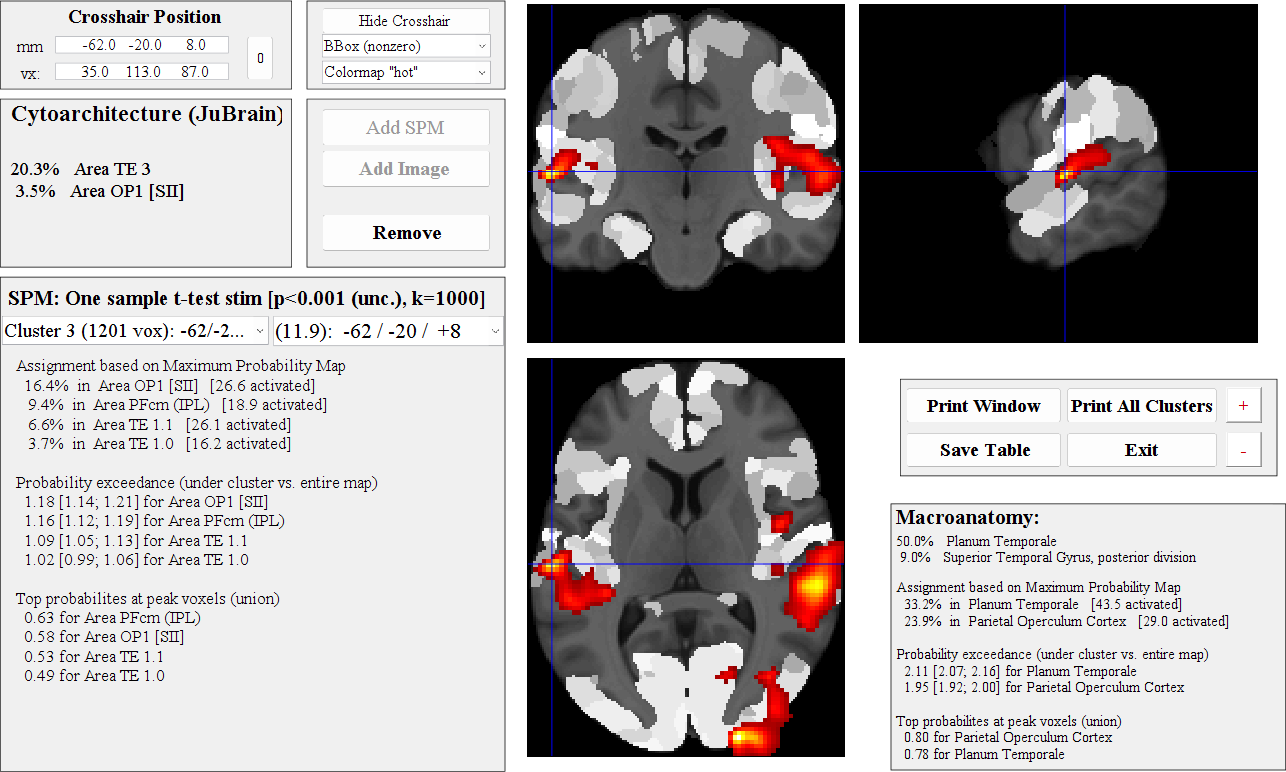 Crosshair Position
mm -62.0 -20.0 8.0
vx: 35.0 113.0 87.0
0
Hide Crosshair
BBox (nonzero)
Colormap "hot"
Cytoarchitecture (JuBrain)
20.3% Area TE 3
3.5% Area OP1 [SII]
Add SPM
Add Image
Remove
SPM: One sample t-test stim [p<0.001 (unc.), k=1000]
Cluster 3 (1201 vox): -62/-2... (11.9): -62 / -20 / +8
Assignment based on Maximum Probability Map
16.4% in Area OP1 [SII] [26.6 activated]
9.4% in Area PFcm (IPL) [18.9 activated]
6.6% in Area TE 1.1 [26.1 activated]
3.7% in Area TE 1.0 [16.2 activated]
Probability exceedance (under cluster vs. entire map)
1.18 [1.14; 1.21] for Area OP1 [SII]
1.16 [1.12; 1.19] for Area PFcm (IPL)
1.09 [1.05; 1.13] for Area TE 1.1
1.02 [0.99; 1.06] for Area TE 1.0
Top probabilites at peak voxels (union)
0.63 for Area PFcm (IPL)
0.58 for Area OP1 [SII]
0.53 for Area TE 1.1
0.49 for Area TE 1.0
Print Window Print All Clusters +
Save Table Exit -
Macroanatomy:
50.0% Planum Temporale
9.0% Superior Temporal Gyrus, posterior division
Assignment based on Maximum Probability Map
33.2% in Planum Temporale [43.5 activated]
23.9% in Parietal Operculum Cortex [29.0 activated]
Probability exceedance (under cluster vs. entire map)
2.11 [2.07; 2.16] for Planum Temporale
1.95 [1.92; 2.00] for Parietal Operculum Cortex
Top probabilites at peak voxels (union)
0.80 for Parietal Operculum Cortex
0.78 for Planum Temporale